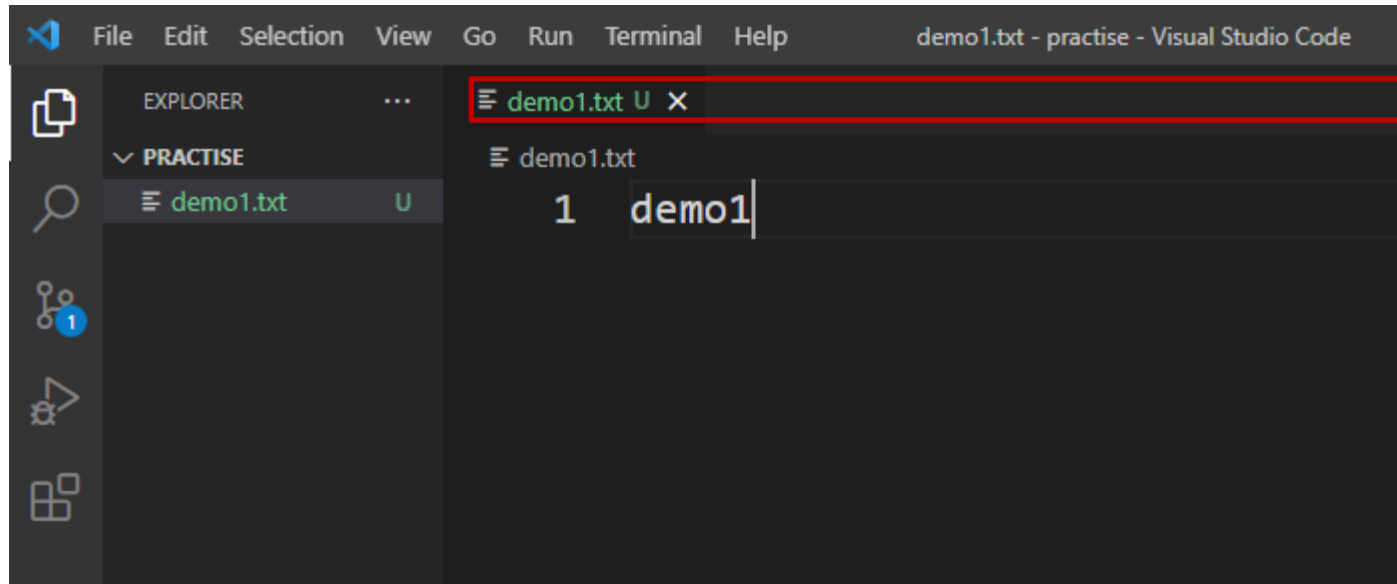 File Edit Selection View Go Run Terminal Help demo1.txt - practise - Visual Studio Code
EXPLORER ...
demo1.txt U
PRACTISE
demo1.txt
demo1.txt U
1 demo1
1